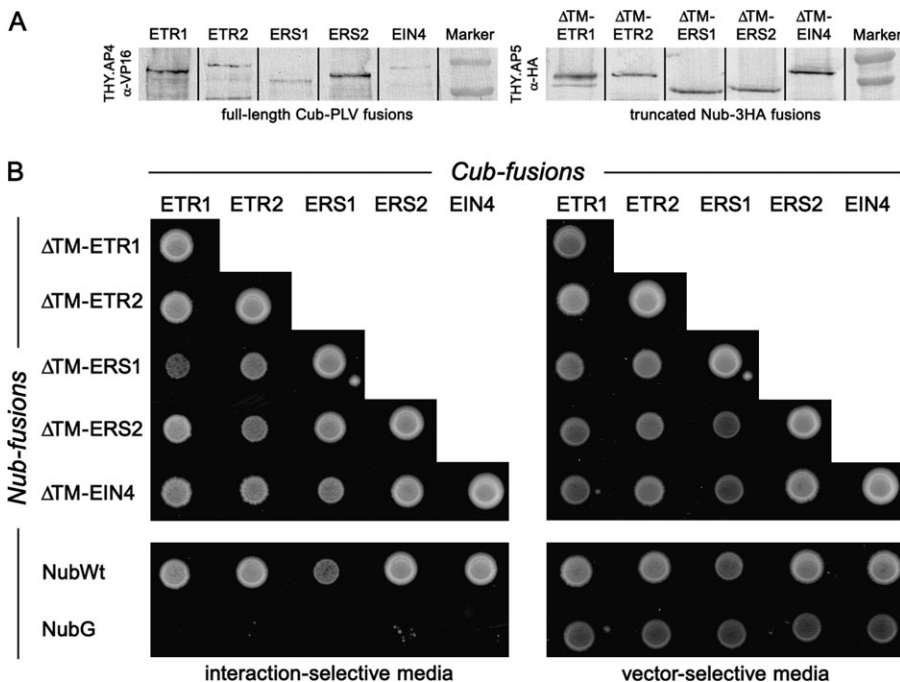 A
ETR1 ETR2 ERS1 ERS2 EIN4 Marker
THY.AP4
α-VP16
full-length Cub-PLV fusions
ΔTM-ETR1 ΔTM-ETR2 ΔTM-ERS1 ΔTM-ERS2 ΔTM-EIN4 Marker
THY.AP5
α-HA
truncated Nub-3HA fusions
B
Cub-fusions
ETR1 ETR2 ERS1 ERS2 EIN4
ETR1 ETR2 ERS1 ERS2 EIN4
Nub-fusions
ΔTM-ETR1
ΔTM-ETR2
ΔTM-ERS1
ΔTM-ERS2
ΔTM-EIN4
NubWt
NubG
interaction-selective media
vector-selective media